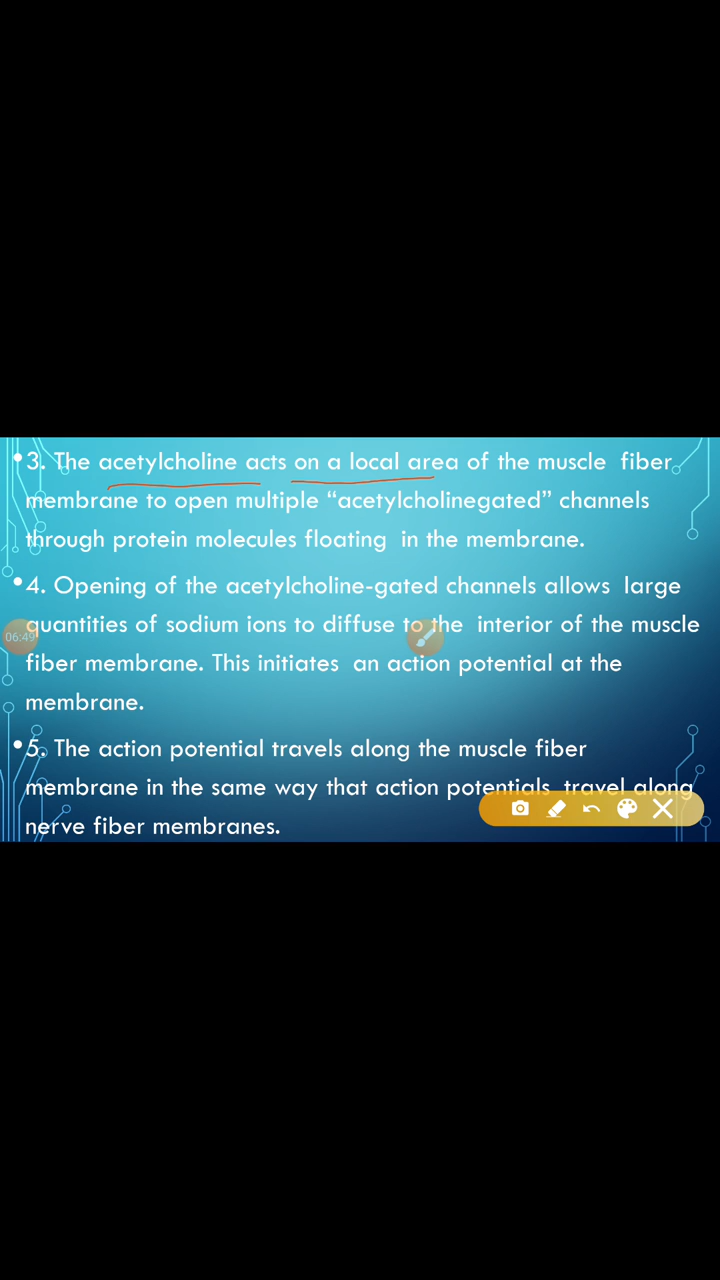 •3. The acetylcholine acts on a local area of the muscle fiber
membrane to open multiple “acetylcholinegated” channels
through protein molecules floating in the membrane.
•4. Opening of the acetylcholine-gated channels allows large
quantities of sodium ions to diffuse to the interior of the muscle
06:49
fiber membrane. This initiates an action potential at the
membrane.
•5. The action potential travels along the muscle fiber
membrane in the same way that action potentials travel along
nerve fiber membranes.